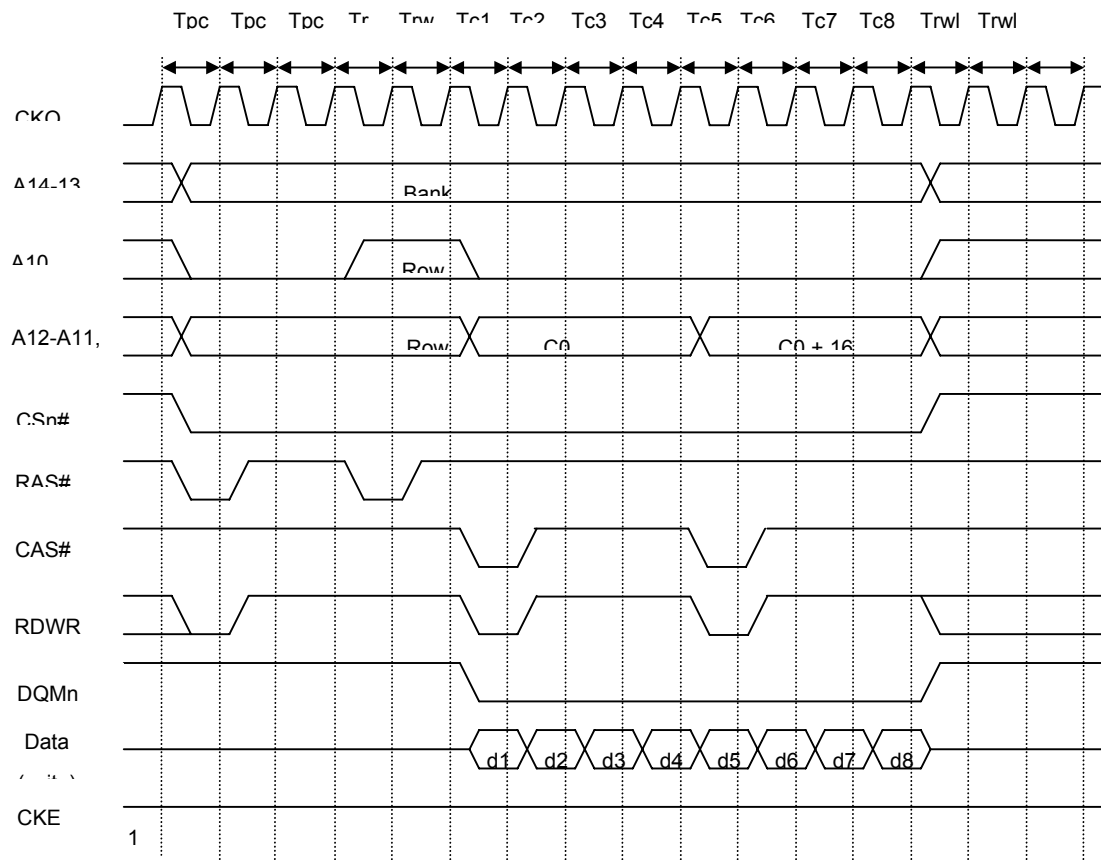 Tpc Tpc Tpc Tr Trw Tc1 Tc2 Tc3 Tc4 Tc5 Tc6 Tc7 Tc8 Trwl Trwl
CKO
A14-13
Bank
A10
Row
A12-A11,
Row C0 C0 + 16
CSn#
RAS#
CAS#
RDWR
DQMn
Data
d1 d2 d3 d4 d5 d6 d7 d8
(write)
CKE
1